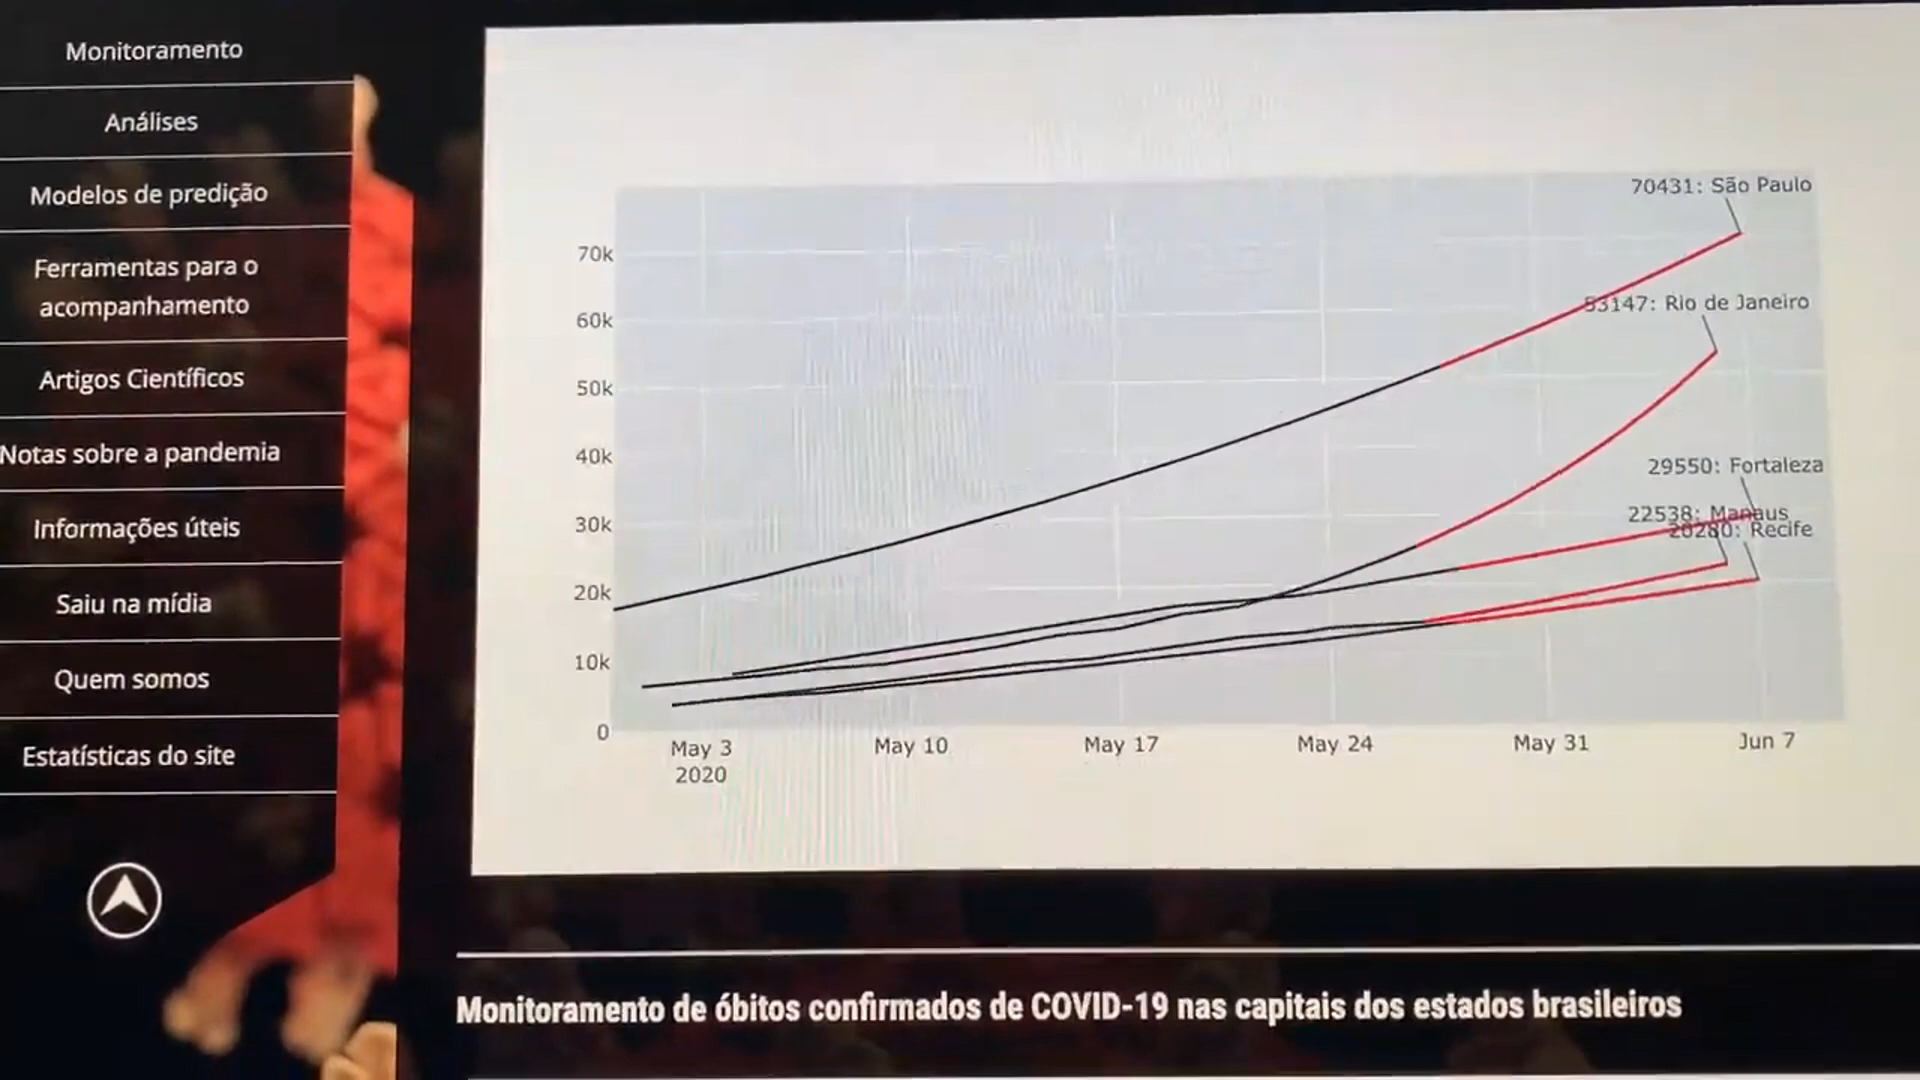 Monitoramento
Análises
Modelos de predição
Ferramentas para o
acompanhamento
Artigos Científicos
Notas sobre a pandemia
Informações úteis
Saiu na mídia
Quem somos
Estatísticas do site
70431: São Paulo
53147: Rio de Janeiro
29550: Fortaleza
22538: Manaus
20280: Recife
70k
60k
50k
40k
30k
20k
10k
0
May 3
2020
May 10
May 17
May 24
May 31
Jun 7
Monitoramento de óbitos confirmados de COVID-19 nas capitais dos estados brasileiros